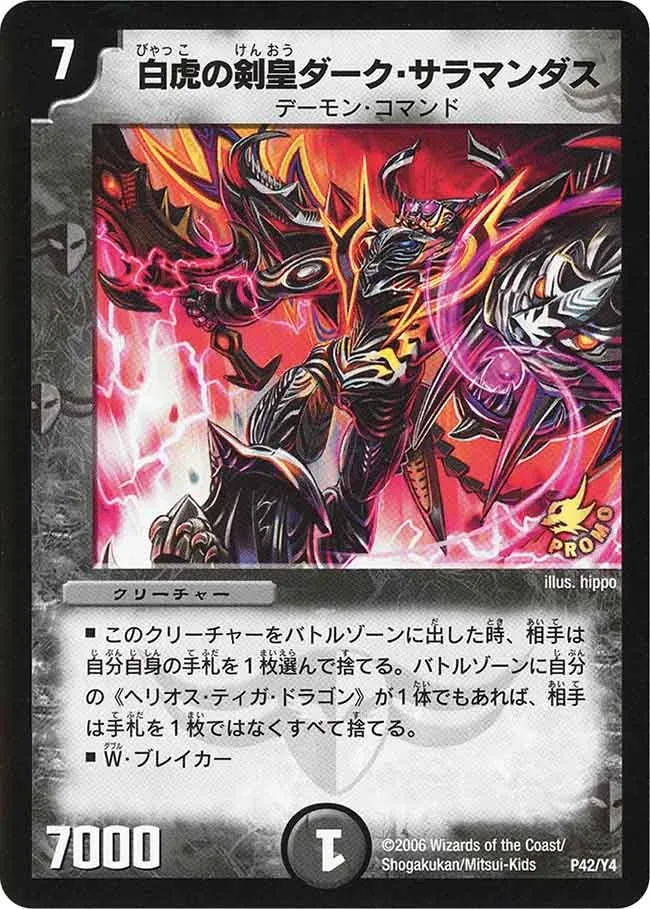 7
びゃっこ けんおう
白虎の剣皇ダーク・サラマンダス
デーモン・コマンド
PROMO
illus. hippo
クリーチャー
■ このクリーチャーをバトルゾーンに出した時、相手は
自分自身の手札を1枚選んで捨てる。バトルゾーンに自分
の《ヘリオス・ティガ・ドラゴン》が1体でもあれば、相手
は手札を1枚ではなくすべて捨てる。
■ W・ブレイカー
7000
1
©2006 Wizards of the Coast/
Shogakukan/Mitsui-Kids
P42/Y4